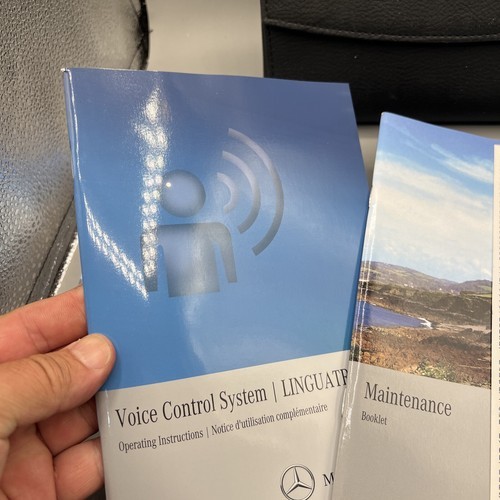 Voice Control System | LINGUATR
Operating Instructions | Notice d'utilisation complémentaire
M
Maintenance
Booklet